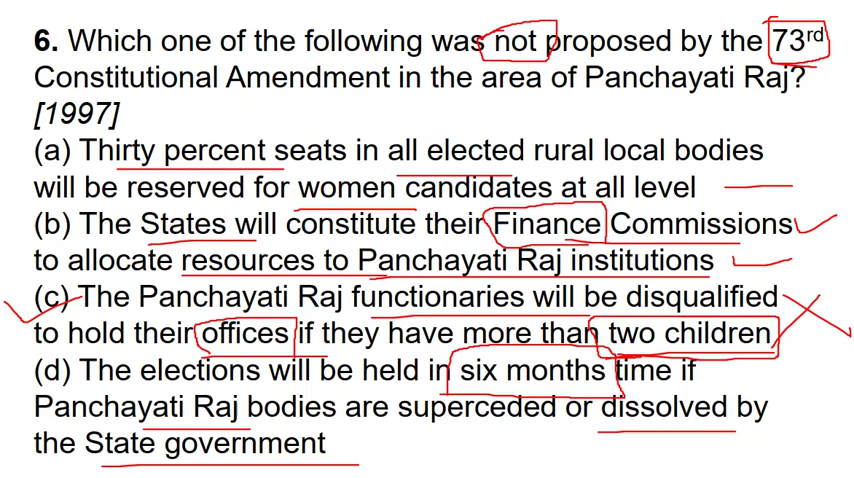 6. Which one of the following was not proposed by the 73rd
Constitutional Amendment in the area of Panchayati Raj?
[1997]
(a) Thirty percent seats in all elected rural local bodies
will be reserved for women candidates at all level
(b) The States will constitute their Finance Commissions
to allocate resources to Panchayati Raj institutions
(c) The Panchayati Raj functionaries will be disqualified
to hold their offices if they have more than two children
(d) The elections will be held in six months time if
Panchayati Raj bodies are superceded or dissolved by
the State government